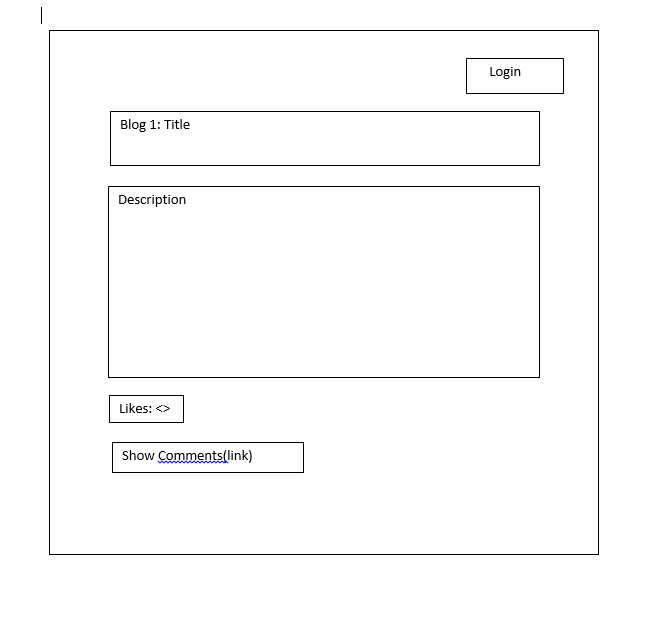 Login
Blog 1: Title
Description
Likes: <>
Show Comments(link)